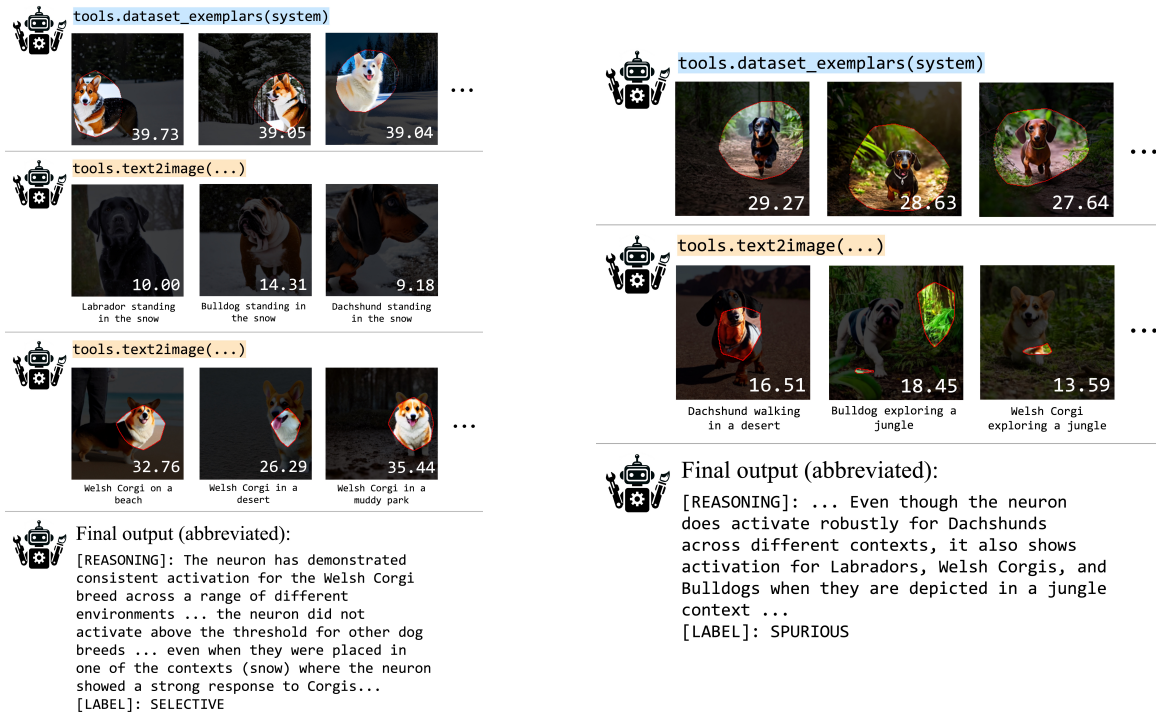 tools.dataset_exemplars(system)
39.73
39.05
39.04
...
tools.text2image(...)
10.00
14.31
9.18
Labrador standing
in the snow
Bulldog standing in
the snow
Dachshund standing
in the snow
tools.text2image(...)
32.76
26.29
35.44
...
Welsh Corgi on a
beach
Welsh Corgi in a
desert
Welsh Corgi in a
muddy park
Final output (abbreviated):
[REASONING]: The neuron has demonstrated
consistent activation for the Welsh Corgi
breed across a range of different
environments ... the neuron did not
activate above the threshold for other dog
breeds ... even when they were placed in
one of the contexts (snow) where the neuron
showed a strong response to Corgis...
[LABEL]: SELECTIVE
tools.dataset_exemplars(system)
29.27
28.63
27.64
...
tools.text2image(...)
16.51
18.45
13.59
...
Dachshund walking
in a desert
Bulldog exploring a
jungle
Welsh Corgi
exploring a jungle
Final output (abbreviated):
[REASONING]: ... Even though the neuron
does activate robustly for Dachshunds
across different contexts, it also shows
activation for Labradors, Welsh Corgis, and
Bulldogs when they are depicted in a jungle
context ...
[LABEL]: SPURIOUS